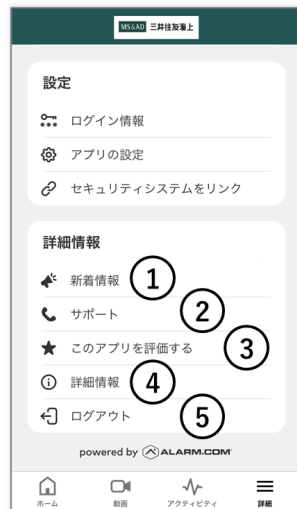 MS&AD 三井住友海上
設定
ログイン情報
アプリの設定
セキュリティシステムをリンク
詳細情報
新着情報 1
サポート 2
このアプリを評価する 3
詳細情報 4
ログアウト 5
powered by ALARM.COM
ホーム 動画 アクティビティ 詳細